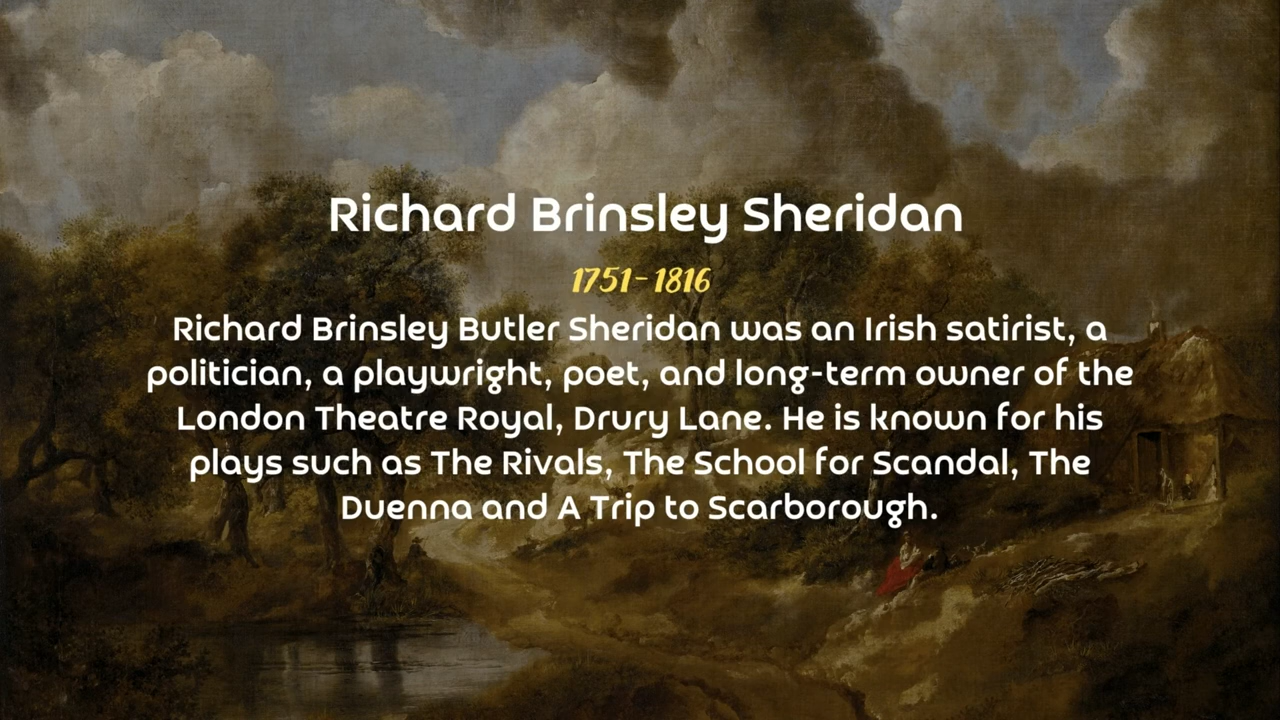 Richard Brinsley Sheridan
1751-1816
Richard Brinsley Butler Sheridan was an Irish satirist, a
politician, a playwright, poet, and long-term owner of the
London Theatre Royal, Drury Lane. He is known for his
plays such as The Rivals, The School for Scandal, The
Duenna and A Trip to Scarborough.